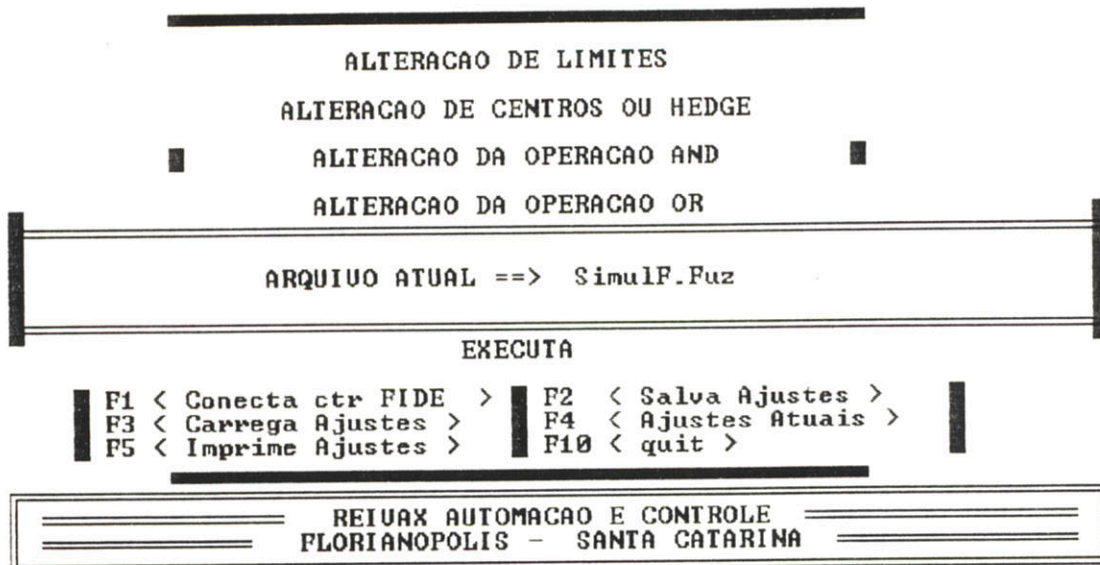 ALTERACAO DE LIMITES
ALTERACAO DE CENTROS OU HEDGE
ALTERACAO DA OPERACAO AND
ALTERACAO DA OPERACAO OR
ARQUIVO ATUAL ==> SimulF.Fuz
EXECUTA
F1 < Conecta ctr FIDE > F2 < Salva Ajustes >
F3 < Carrega Ajustes > F4 < Ajustes Atuais >
F5 < Imprime Ajustes > F10 < quit >
REIVAX AUTOMACAO E CONTROLE
FLORIANOPOLIS - SANTA CATARINA